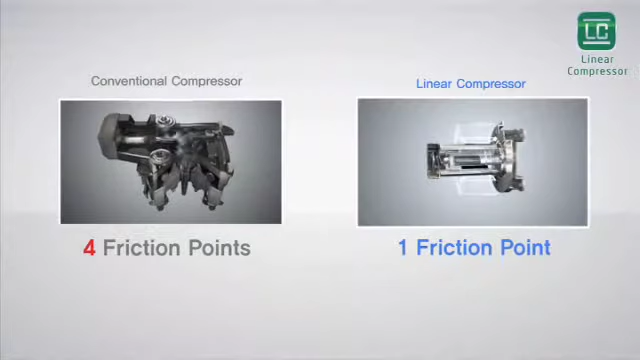 LC
Linear
Compressor
Conventional Compressor
Linear Compressor
4 Friction Points
1 Friction Point